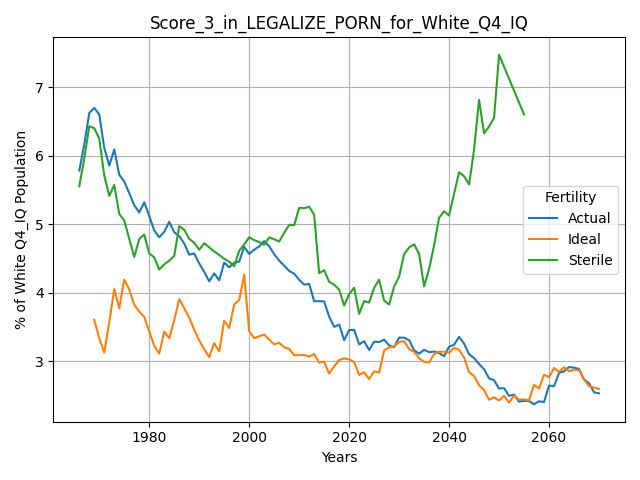 Score_3_in_LEGALIZE_PORN_for_White_Q4_IQ
% of White Q4_IQ Population
7
6
5
4
3
Fertility
Actual
Ideal
Sterile
1980 2000 2020 2040 2060
Years